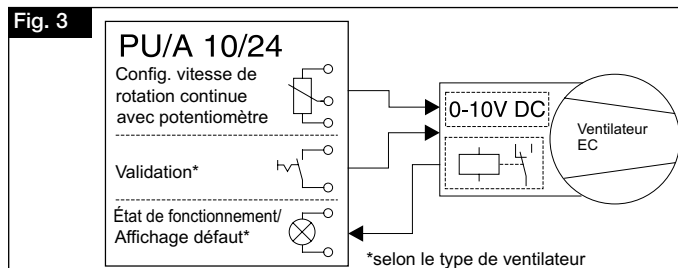 Fig. 3
PU/A 10/24
Config. vitesse de
rotation continue
avec potentiomètre
Validation*
État de fonctionnement/
Affichage défaut*
0-10V DC
Ventilateur
EC
*selon le type de ventilateur